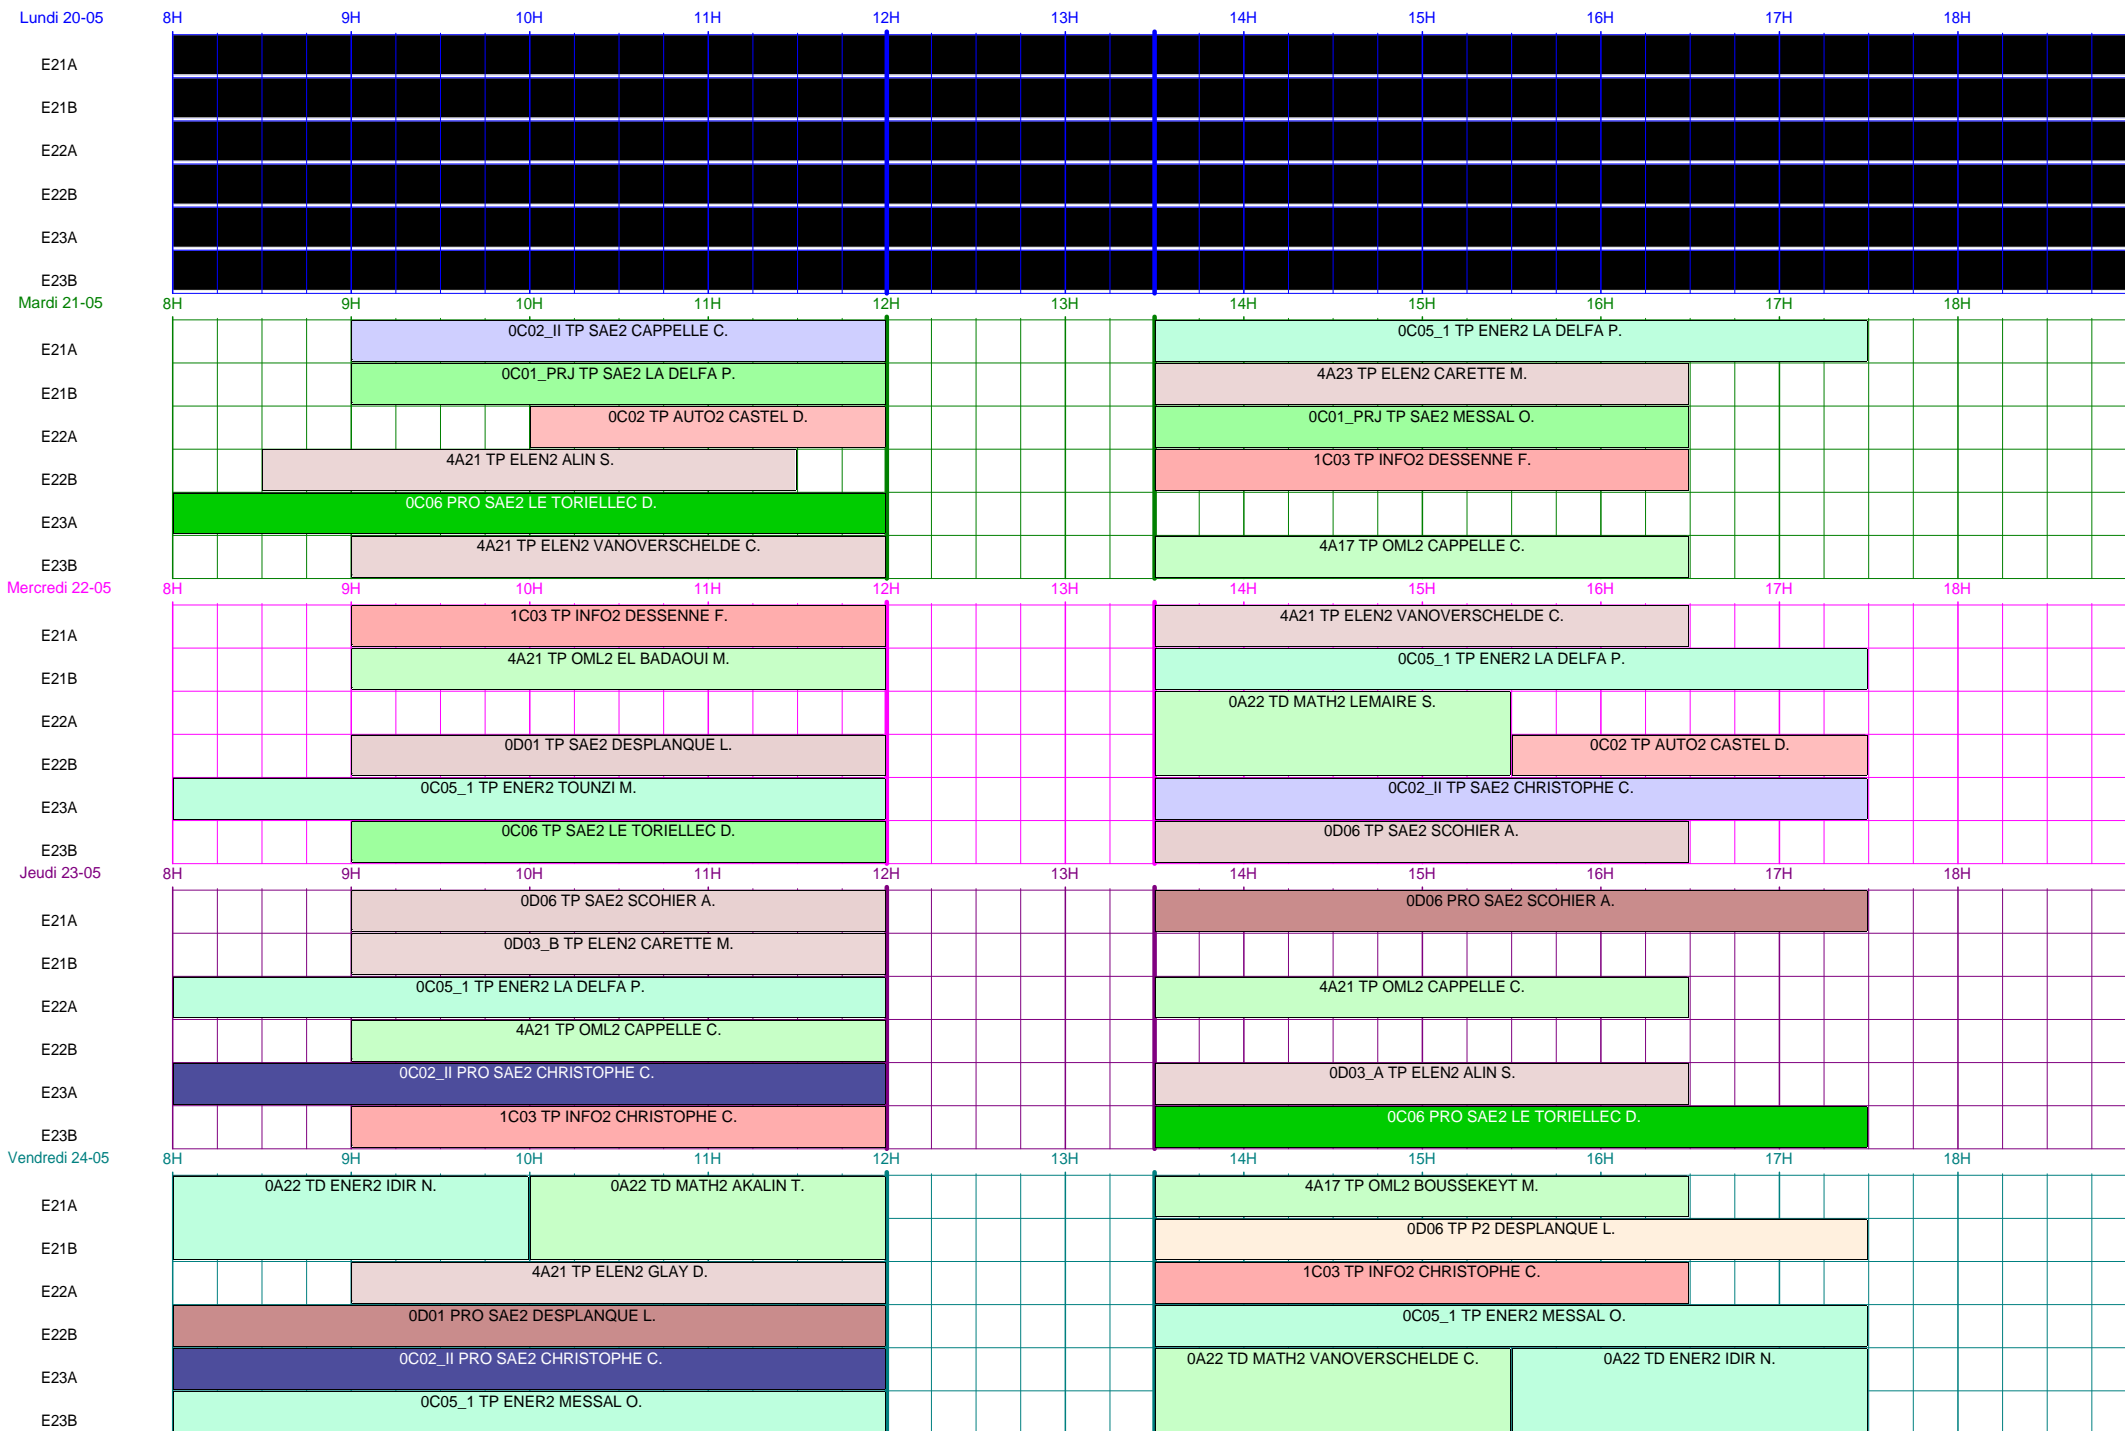 Lundi 20-05 8H 9H 10H 11H 12H 13H 14H 15H 16H 17H 18H
E21A
E21B
E22A
E22B
E23A
E23B
Mardi 21-05 8H 9H 10H 11H 12H 13H 14H 15H 16H 17H 18H
E21A 0C02_II TP SAE2 CAPPELLE C. 0C05_1 TP ENER2 LA DELFA P.
E21B 0C01_PRJ TP SAE2 LA DELFA P. 4A23 TP ELEN2 CARETTE M.
E22A 0C02 TP AUTO2 CASTEL D. 0C01_PRJ TP SAE2 MESSAL O.
E22B 4A21 TP ELEN2 ALIN S. 1C03 TP INFO2 DESSENNE F.
E23A 0C06 PRO SAE2 LE TORIELLEC D.
E23B 4A21 TP ELEN2 VANOVERSCHELDE C. 4A17 TP OML2 CAPPELLE C.
Mercredi 22-05 8H 9H 10H 11H 12H 13H 14H 15H 16H 17H 18H
E21A 1C03 TP INFO2 DESSENNE F. 4A21 TP ELEN2 VANOVERSCHELDE C.
E21B 4A21 TP OML2 EL BADAOUI M. 0C05_1 TP ENER2 LA DELFA P.
E22A 0A22 TD MATH2 LEMAIRE S.
E22B 0D01 TP SAE2 DESPLANQUE L. 0C02 TP AUTO2 CASTEL D.
E23A 0C05_1 TP ENER2 TOUNZI M. 0C02_II TP SAE2 CHRISTOPHE C.
E23B 0C06 TP SAE2 LE TORIELLEC D. 0D06 TP SAE2 SCOHIER A.
Jeudi 23-05 8H 9H 10H 11H 12H 13H 14H 15H 16H 17H 18H
E21A 0D06 TP SAE2 SCOHIER A. 0D06 PRO SAE2 SCOHIER A.
E21B 0D03_B TP ELEN2 CARETTE M.
E22A 0C05_1 TP ENER2 LA DELFA P. 4A21 TP OML2 CAPPELLE C.
E22B 4A21 TP OML2 CAPPELLE C.
E23A 0C02_II PRO SAE2 CHRISTOPHE C. 0D03_A TP ELEN2 ALIN S.
E23B 1C03 TP INFO2 CHRISTOPHE C. 0C06 PRO SAE2 LE TORIELLEC D.
Vendredi 24-05 8H 9H 10H 11H 12H 13H 14H 15H 16H 17H 18H
E21A 0A22 TD ENER2 IDIR N. 0A22 TD MATH2 AKALIN T. 4A17 TP OML2 BOUSSEKEYT M.
E21B 0D06 TP P2 DESPLANQUE L.
E22A 4A21 TP ELEN2 GLAY D. 1C03 TP INFO2 CHRISTOPHE C.
E22B 0D01 PRO SAE2 DESPLANQUE L. 0C05_1 TP ENER2 MESSAL O.
E23A 0C02_II PRO SAE2 CHRISTOPHE C. 0A22 TD MATH2 VANOVERSCHELDE C. 0A22 TD ENER2 IDIR N.
E23B 0C05_1 TP ENER2 MESSAL O.